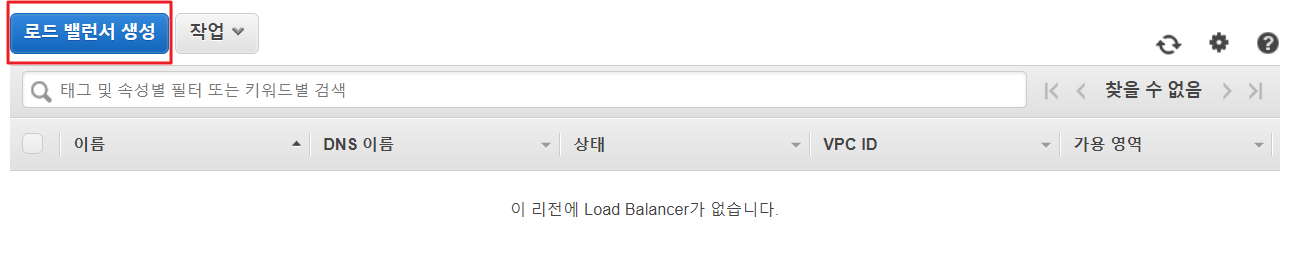 로드 밸런서 생성 작업
태그 및 속성별 필터 또는 키워드별 검색 찾을 수 없음
이름 DNS 이름 상태 VPC ID 가용 영역
이 리전에 Load Balancer가 없습니다.